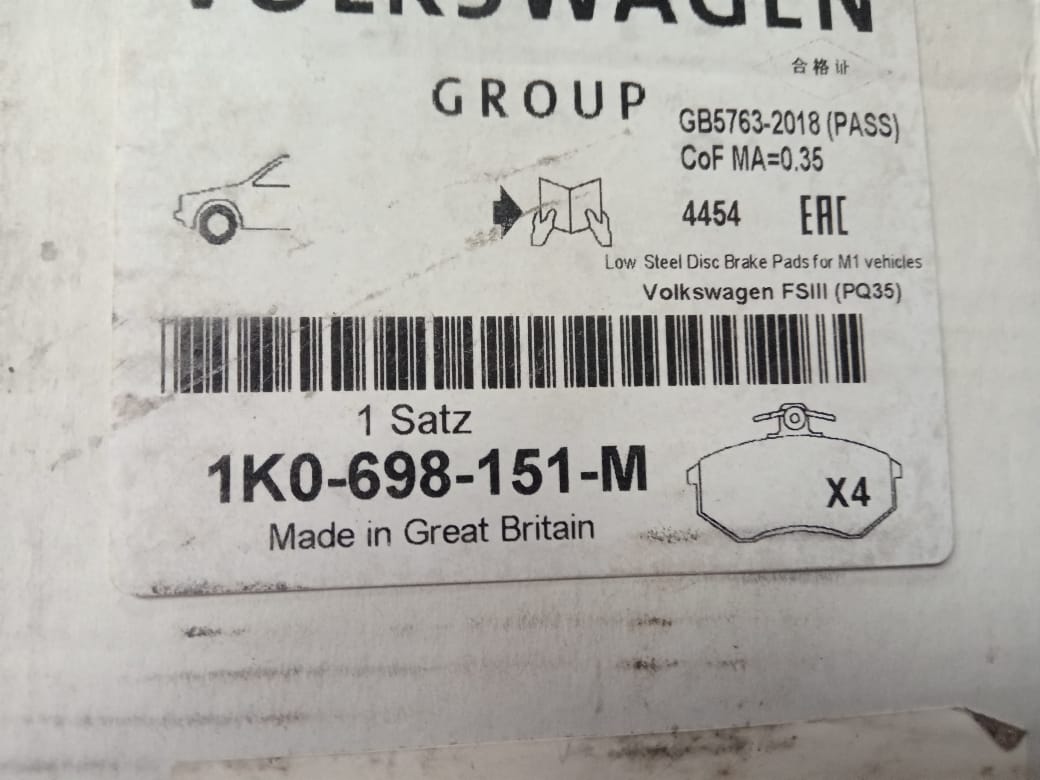 VOLKSWAGEN
合格证
GROUP
GB5763-2018 (PASS)
CoF MA=0.35
4454 EAC
Low Steel Disc Brake Pads for M1 vehicles
Volkswagen FSIII (PQ35)
1 Satz
1K0-698-151-M
X4
Made in Great Britain